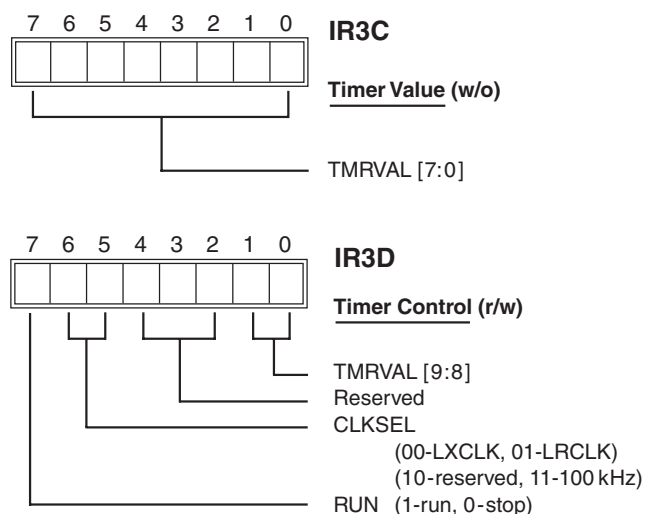 7 6 5 4 3 2 1 0
IR3C
Timer Value (w/o)
TMRVAL [7:0]
7 6 5 4 3 2 1 0
IR3D
Timer Control (r/w)
TMRVAL [9:8]
Reserved
CLKSEL
(00-LXCLK, 01-LRCLK)
(10-reserved, 11-100 kHz)
RUN (1-run, 0-stop)